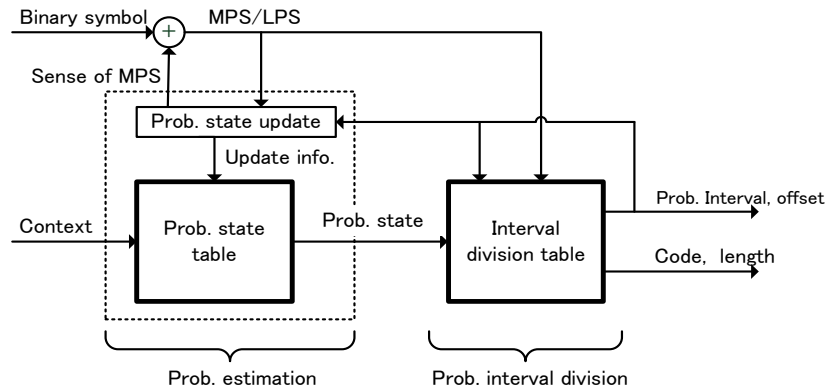 Binary symbol
+
MPS/LPS
Sense of MPS
Prob. state update
Update info.
Context
Prob. state
table
Prob. state
Interval
division table
Prob. Interval, offset
Code, length
Prob. estimation
Prob. interval division